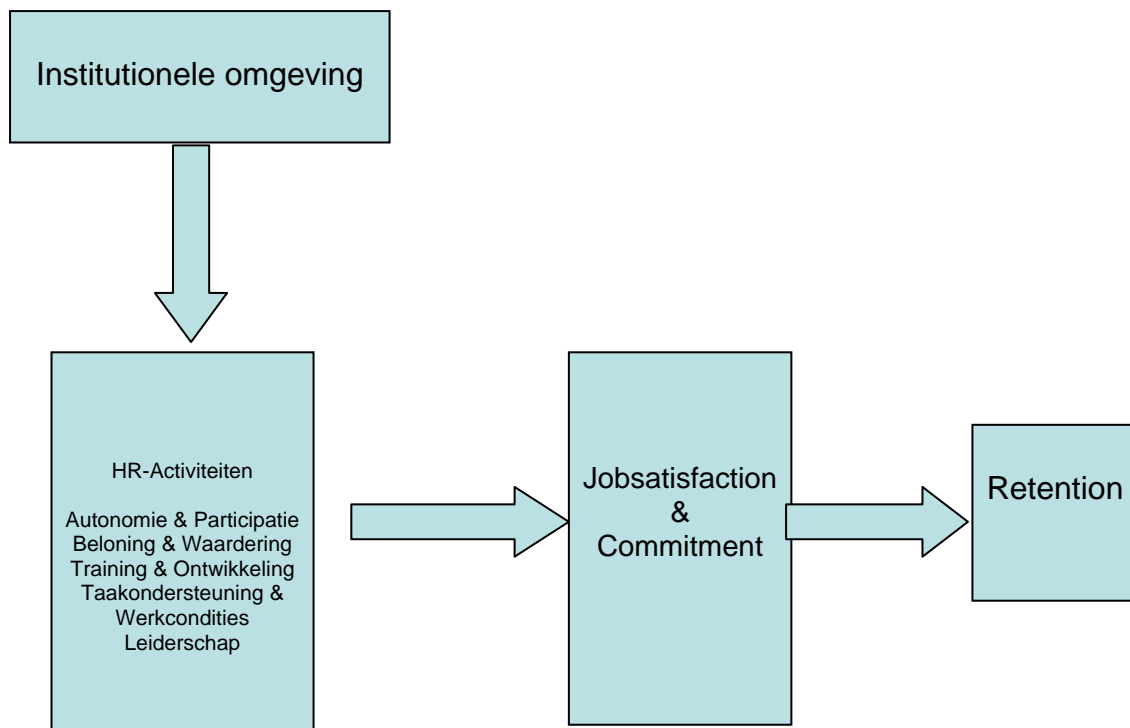 Institutionele omgeving
HR-Activiteiten
Autonomie & Participatie
Beloning & Waardering
Training & Ontwikkeling
Taakondersteuning &
Werkcondities
Leiderschap
Jobsatisfaction
&
Commitment
Retention